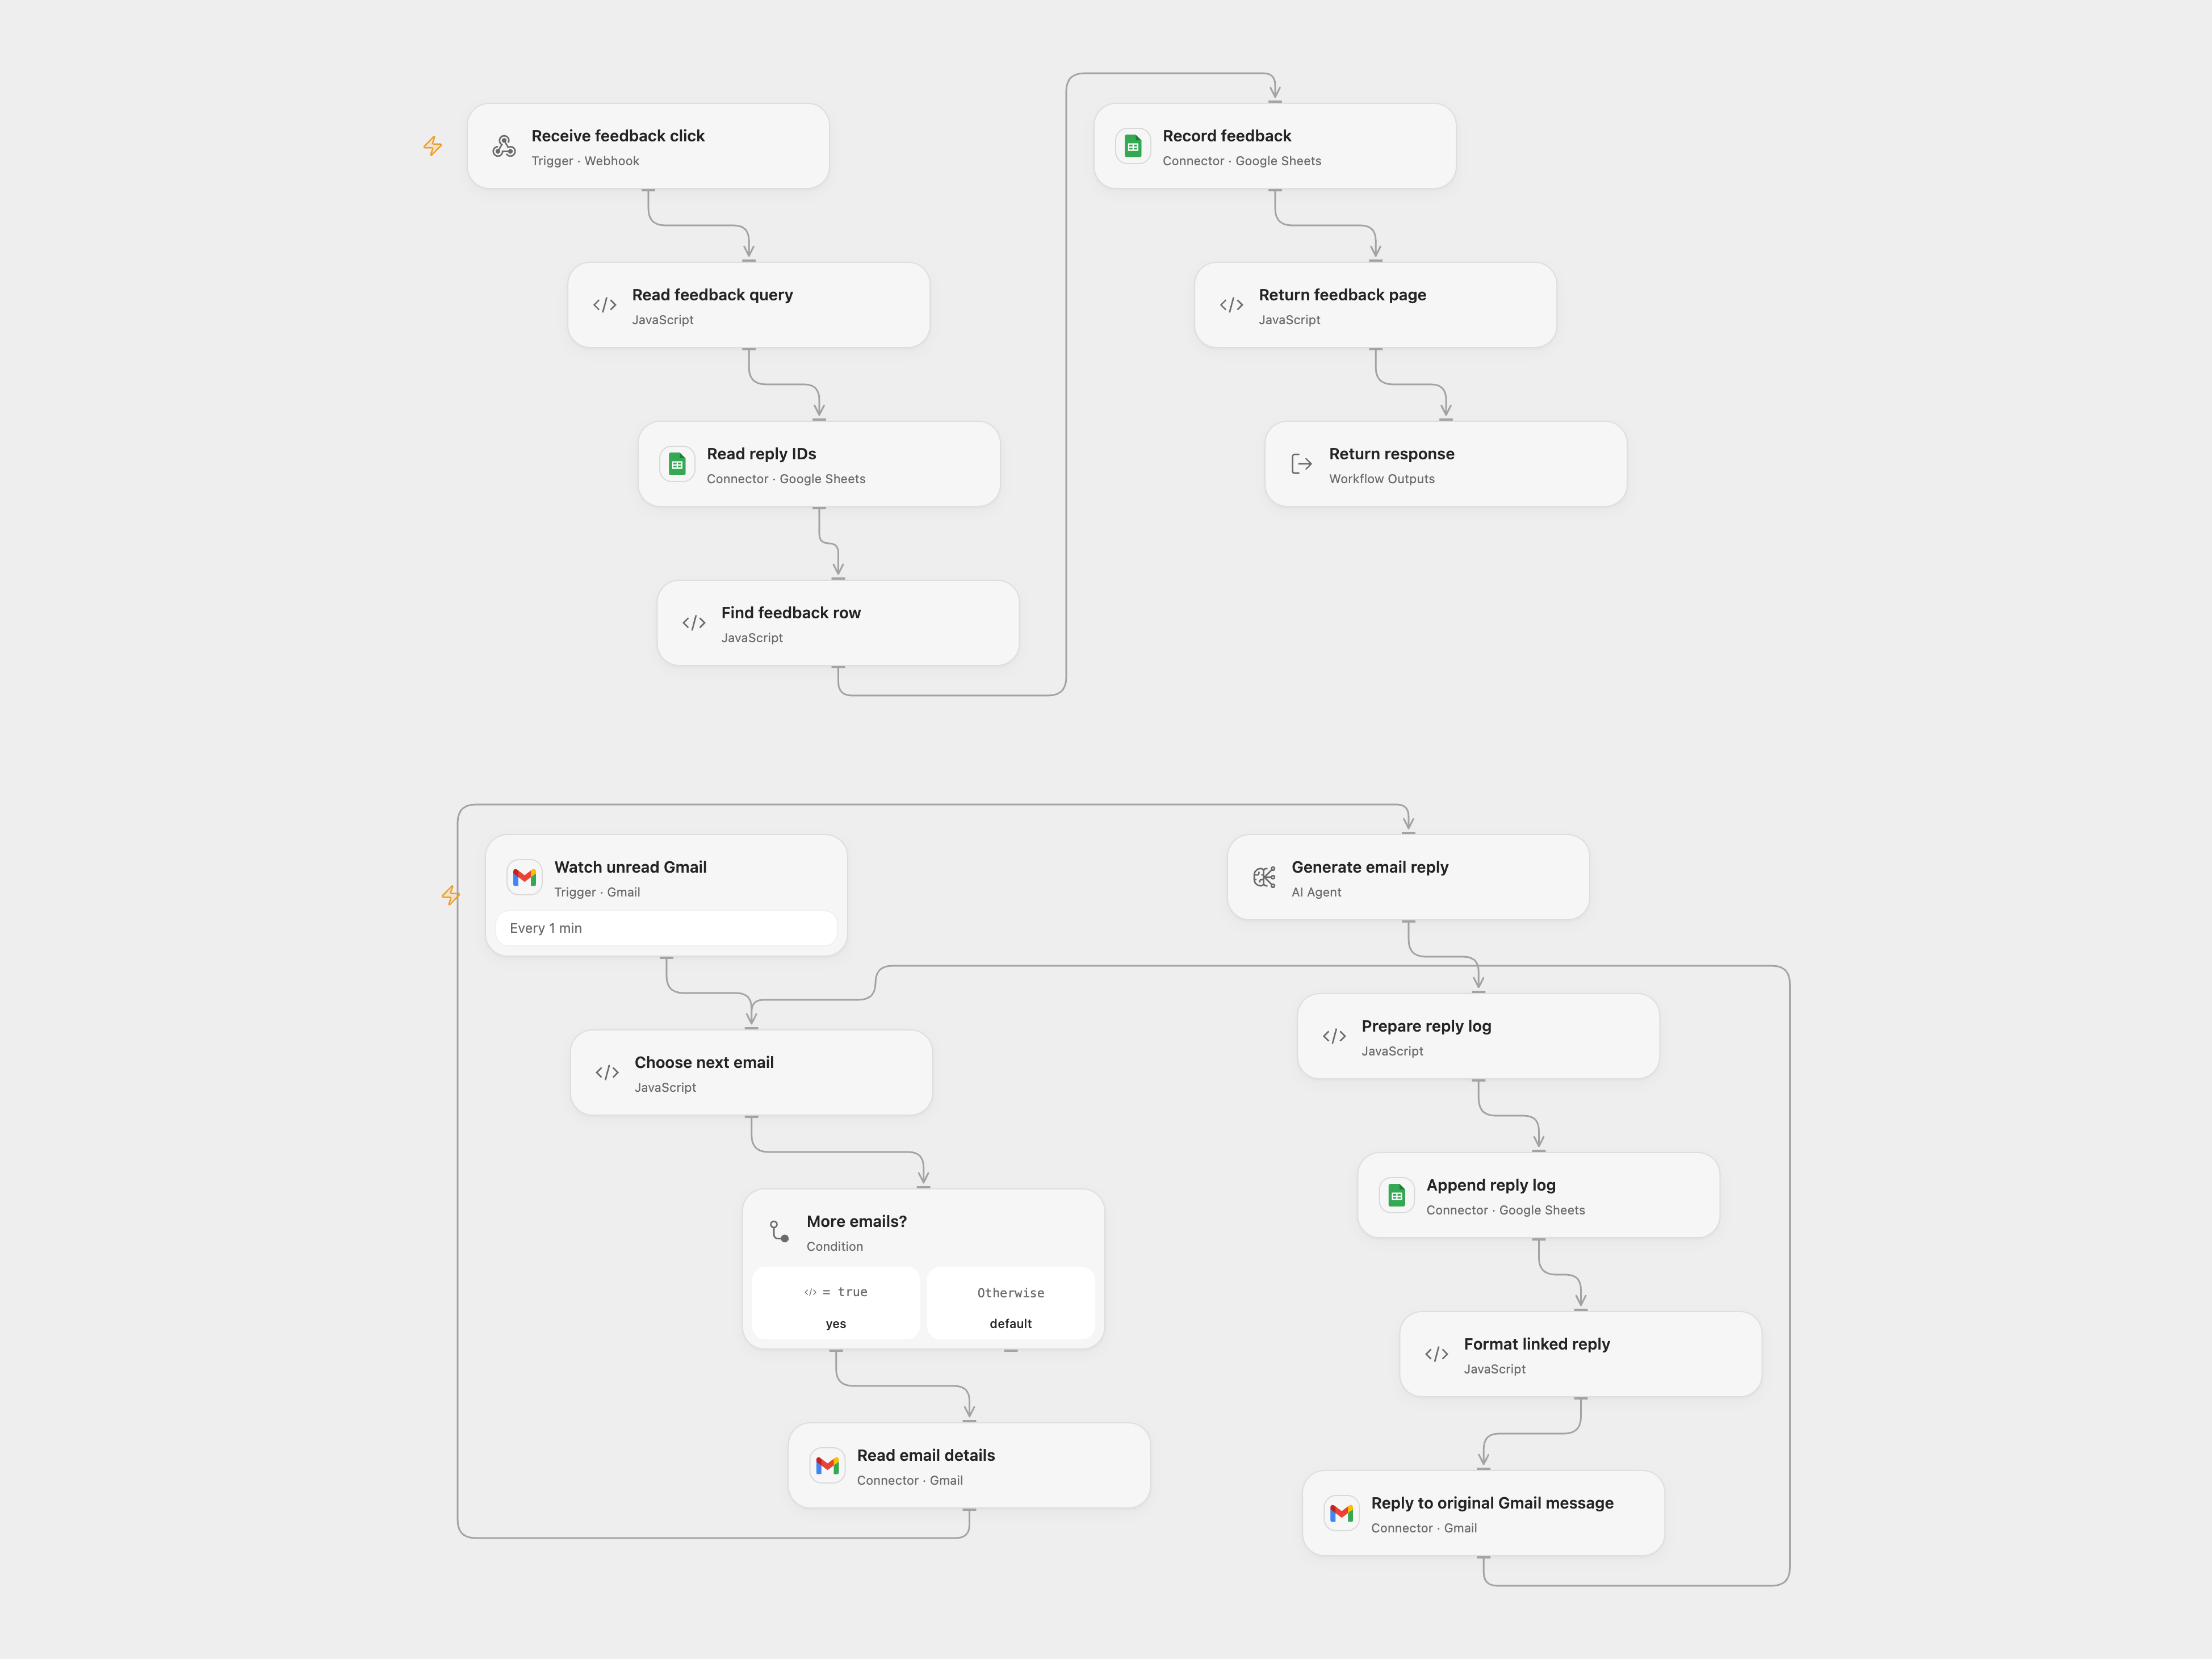 Receive feedback click
Trigger · Webhook
Read feedback query
JavaScript
Read reply IDs
Connector · Google Sheets
Find feedback row
JavaScript
Record feedback
Connector · Google Sheets
Return feedback page
JavaScript
Return response
Workflow Outputs
Watch unread Gmail
Trigger · Gmail
Every 1 min
Choose next email
JavaScript
More emails?
Condition
</> = true
yes
Otherwise
default
Read email details
Connector · Gmail
Generate email reply
AI Agent
Prepare reply log
JavaScript
Append reply log
Connector · Google Sheets
Format linked reply
JavaScript
Reply to original Gmail message
Connector · Gmail